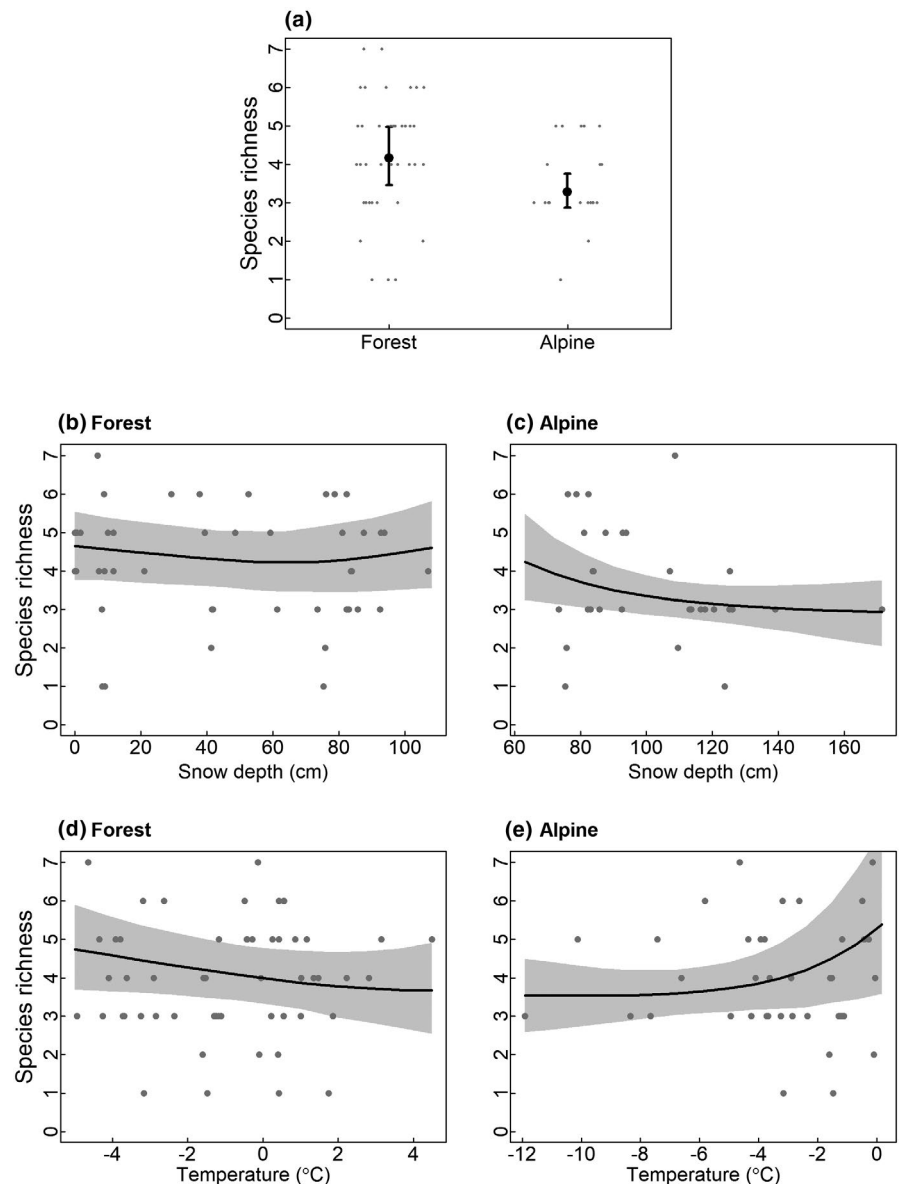 (a)
Species richness
7
6
5
4
3
2
1
0
Forest Alpine
(b) Forest
(c) Alpine
Species richness
7
6
5
4
3
2
1
0
7
6
5
4
3
2
1
0
0 20 40 60 80 100
60 80 100 120 140 160
Snow depth (cm)
Snow depth (cm)
(d) Forest
(e) Alpine
Species richness
7
6
5
4
3
2
1
0
7
6
5
4
3
2
1
0
-4 -2 0 2 4
-12 -10 -8 -6 -4 -2 0
Temperature (°C)
Temperature (°C)